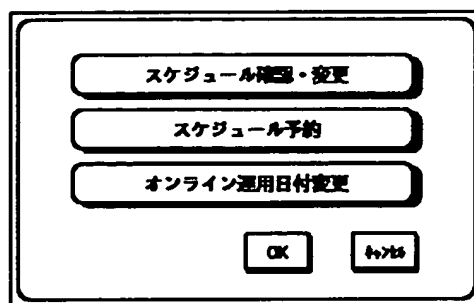 スケジュール確認・変更
スケジュール予約
オンライン運用日付変更
OK ｷｬﾝｾﾙ